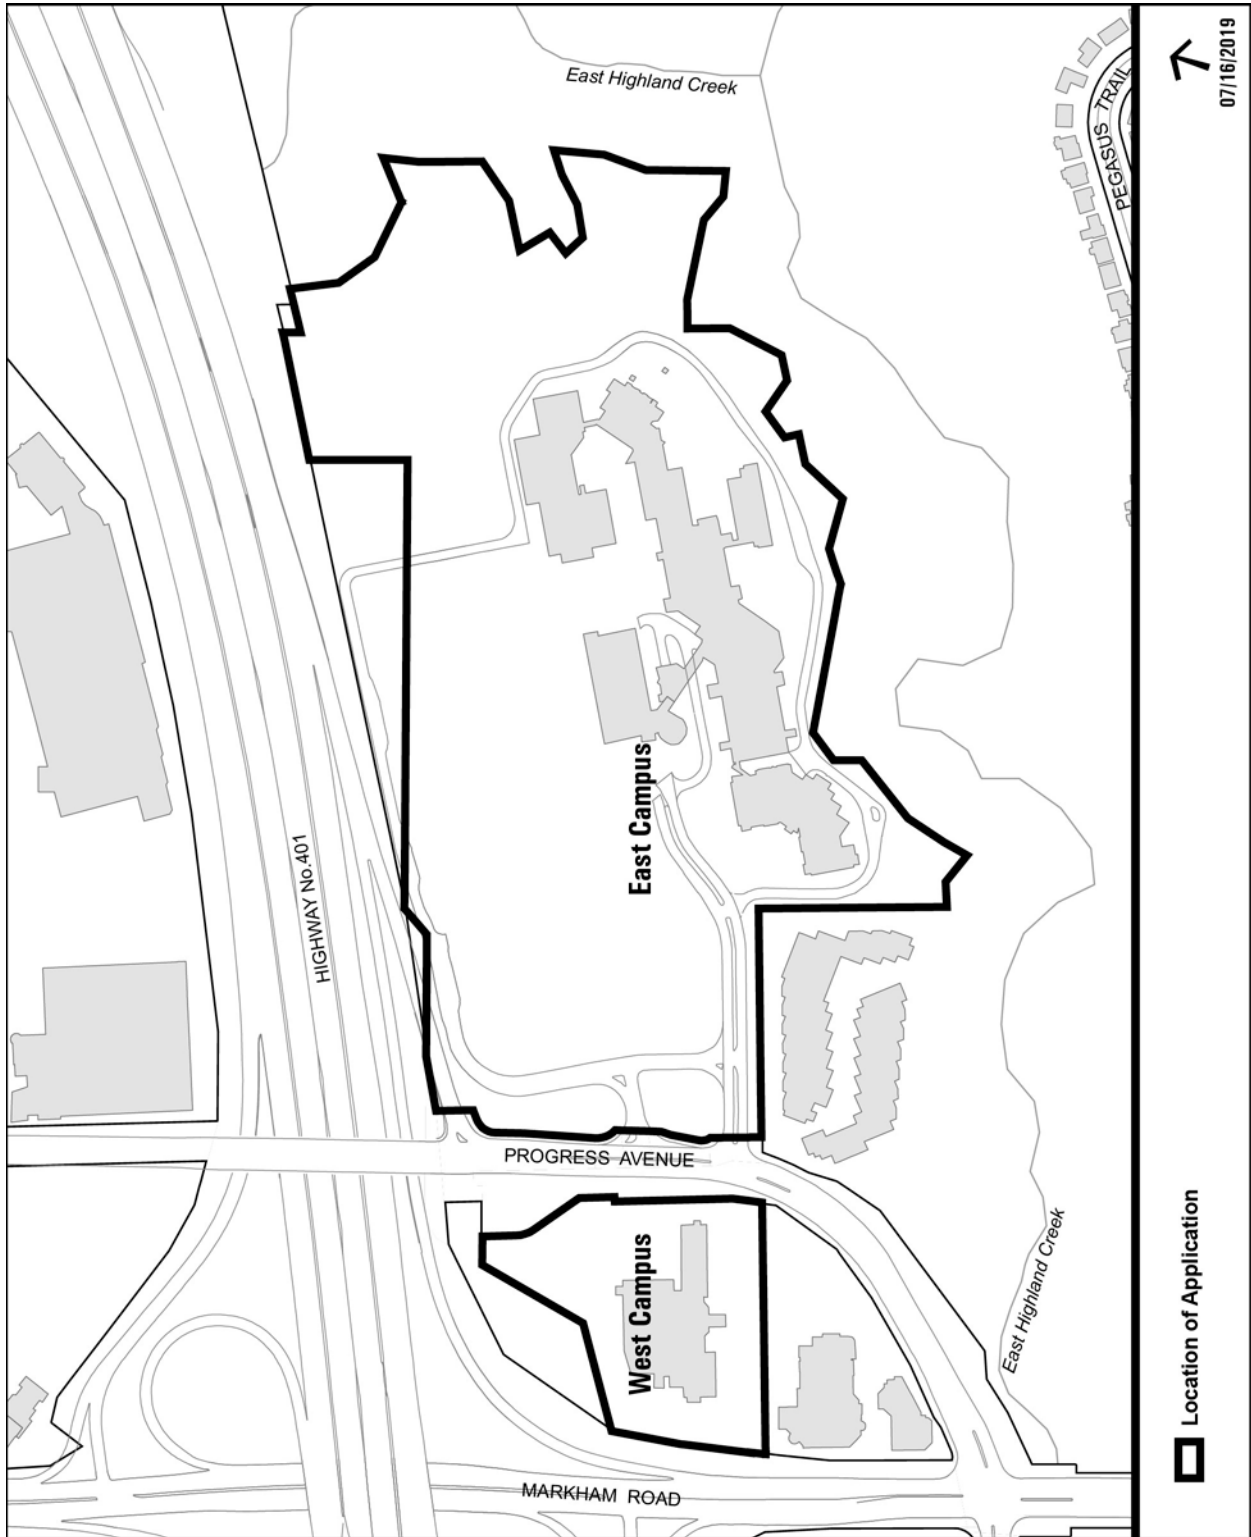 East Highland Creek
PEGASUS TRAIL
07/16/2019
HIGHWAY No.401
East Campus
PROGRESS AVENUE
West Campus
East Highland Creek
MARKHAM ROAD
Location of Application